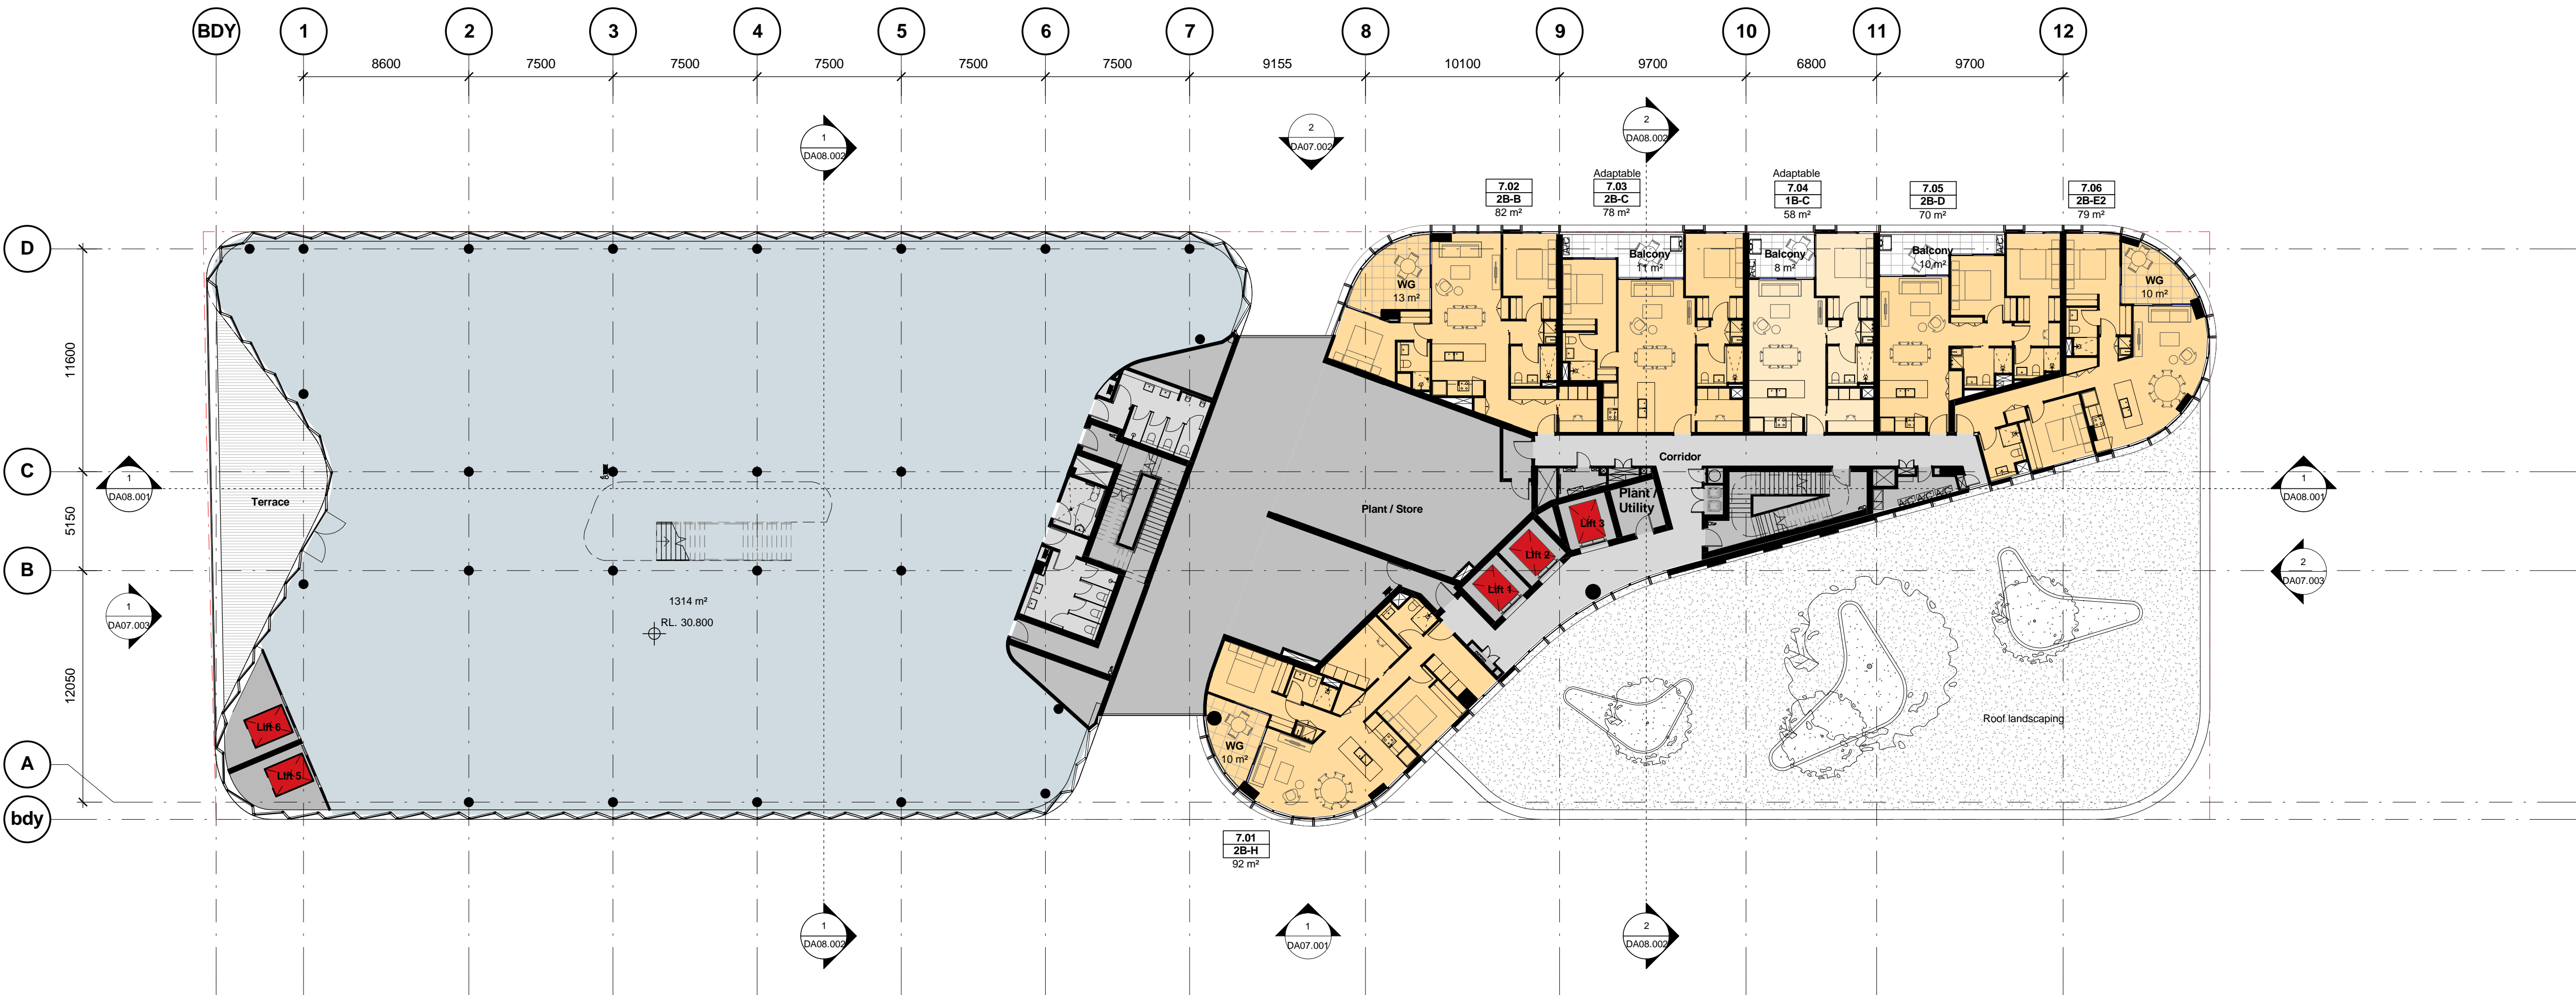 BDY 1 2 3 4 5 6 7 8 9 10 11 12
8600 7500 7500 7500 7500 7500 9155 10100 9700 6800 9700
1
DA08.002
2
DA07.002
2
DA08.002
7.02
2B-B
82 m²
Adaptable
7.03
2B-C
78 m²
Adaptable
7.04
1B-C
58 m²
7.05
2B-D
70 m²
7.06
2B-E2
79 m²
D
11600
C
5150
B
12050
A
bdy
WG
13 m²
Balcony
11 m²
Balcony
8 m²
Balcony
10 m²
WG
10 m²
1
DA08.001
1
DA07.003
Terrace
1314 m²
RL. 30.800
Lift 6
Lift 5
Corridor
Plant / Store
Plant /
Utility
Lift 3
Lift 2
Lift 1
WG
10 m²
Roof landscaping
1
DA08.001
2
DA07.003
7.01
2B-H
92 m²
1
DA08.002
1
DA07.001
2
DA08.002